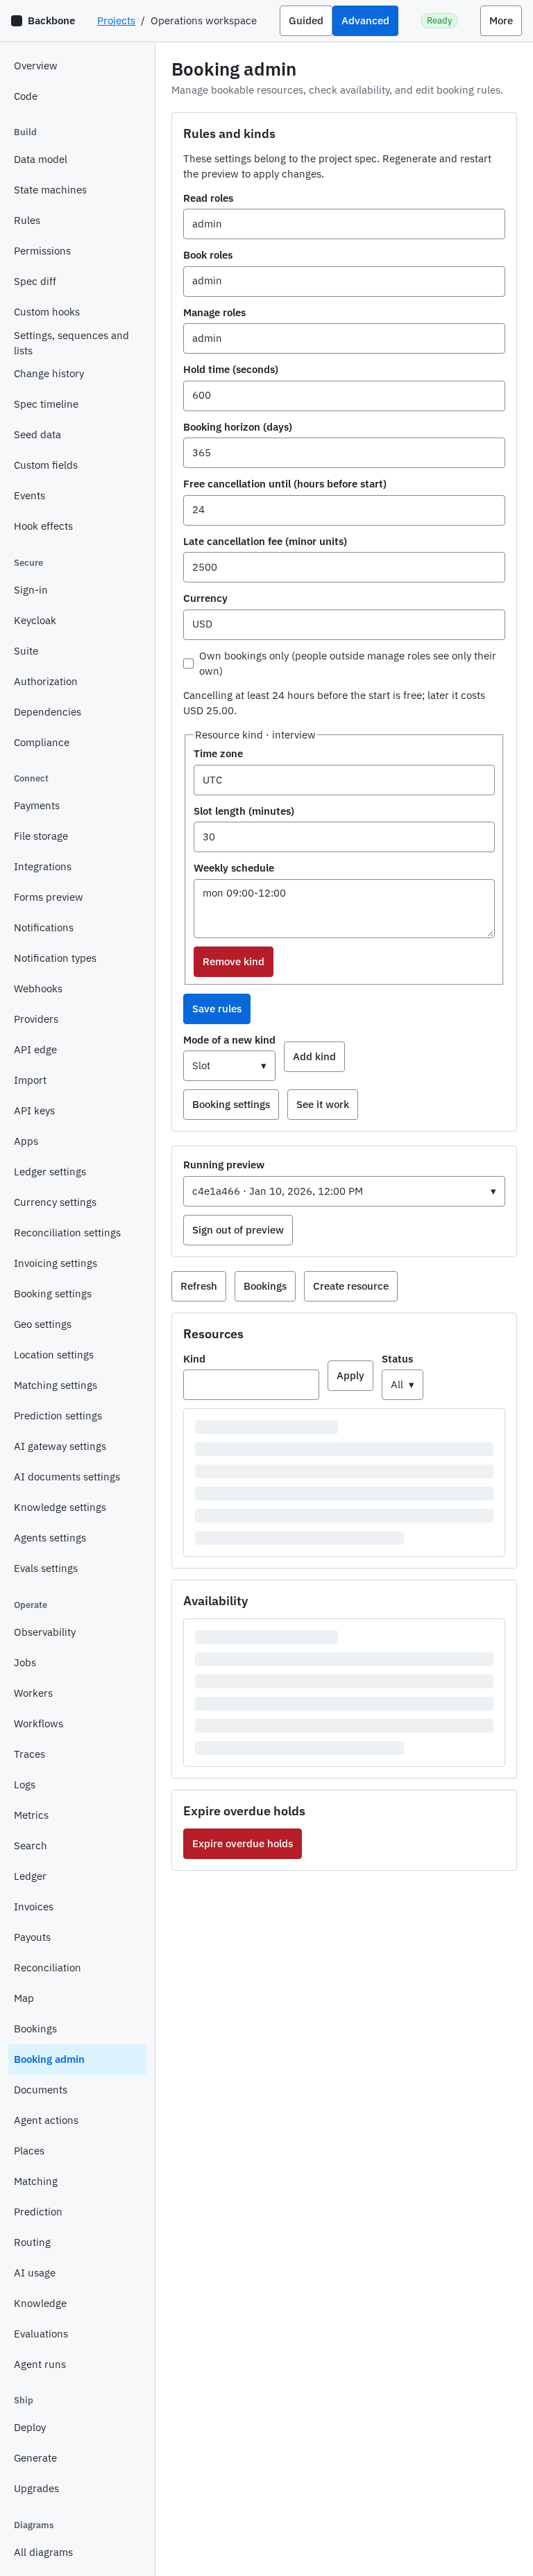 Backbone
Projects / Operations workspace
Guided
Advanced
Ready
More
Overview
Code
Build
Data model
State machines
Rules
Permissions
Spec diff
Custom hooks
Settings, sequences and
lists
Change history
Spec timeline
Seed data
Custom fields
Events
Hook effects
Secure
Sign-in
Keycloak
Suite
Authorization
Dependencies
Compliance
Connect
Payments
File storage
Integrations
Forms preview
Notifications
Notification types
Webhooks
Providers
API edge
Import
API keys
Apps
Ledger settings
Currency settings
Reconciliation settings
Invoicing settings
Booking settings
Geo settings
Location settings
Matching settings
Prediction settings
AI gateway settings
AI documents settings
Knowledge settings
Agents settings
Evals settings
Operate
Observability
Jobs
Workers
Workflows
Traces
Logs
Metrics
Search
Ledger
Invoices
Payouts
Reconciliation
Map
Bookings
Booking admin
Documents
Agent actions
Places
Matching
Prediction
Routing
AI usage
Knowledge
Evaluations
Agent runs
Ship
Deploy
Generate
Upgrades
Diagrams
All diagrams
Booking admin
Manage bookable resources, check availability, and edit booking rules.
Rules and kinds
These settings belong to the project spec. Regenerate and restart
the preview to apply changes.
Read roles
admin
Book roles
admin
Manage roles
admin
Hold time (seconds)
600
Booking horizon (days)
365
Free cancellation until (hours before start)
24
Late cancellation fee (minor units)
2500
Currency
USD
Own bookings only (people outside manage roles see only their
own)
Cancelling at least 24 hours before the start is free; later it costs
USD 25.00.
Resource kind · interview
Time zone
UTC
Slot length (minutes)
30
Weekly schedule
mon 09:00-12:00
Remove kind
Save rules
Mode of a new kind
Slot ▾
Add kind
Booking settings
See it work
Running preview
c4e1a466 · Jan 10, 2026, 12:00 PM ▾
Sign out of preview
Refresh
Bookings
Create resource
Resources
Kind
Apply
Status
All ▾
Availability
Expire overdue holds
Expire overdue holds